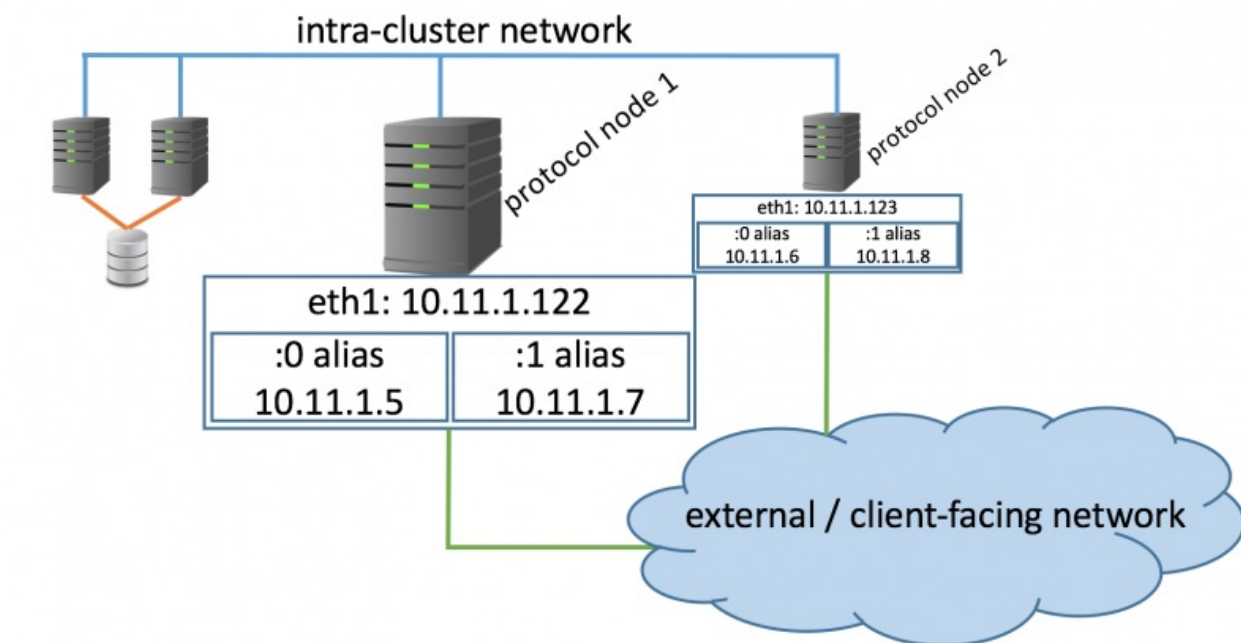 intra-cluster network
protocol node 1
protocol node 2
eth1: 10.11.1.123
:0 alias
10.11.1.6
:1 alias
10.11.1.8
eth1: 10.11.1.122
:0 alias
10.11.1.5
:1 alias
10.11.1.7
external / client-facing network